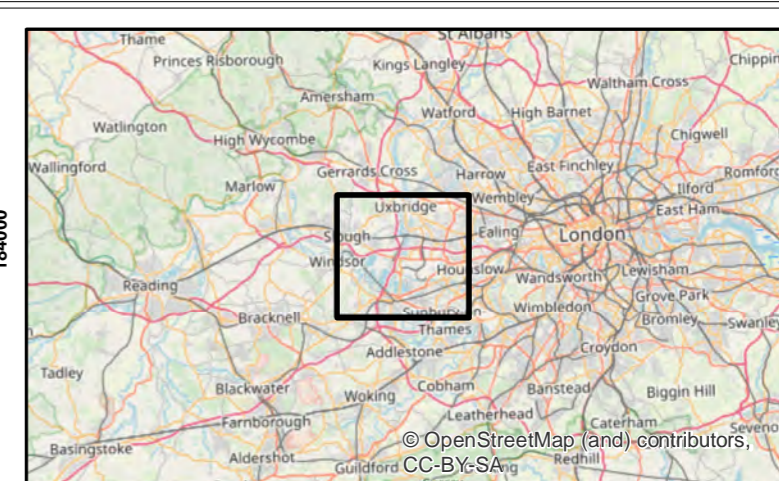 St Albans
Thame
Chippin
Princes Risborough
Kings Langley
Waltham Cross
Amersham
Watford
High Barnet
Watlington
Chigwell
High Wycombe
Wallingford
Gerrards Cross
East Finchley
Romford
Harrow
Marlow
Ilford
Wembley
Uxbridge
East Ham
184000
Slough
Ealing
London
Windsor
Hounslow
Lewisham
Wandsworth
Reading
Grove Park
Wimbledon
Bracknell
Sunbury on
Bromley
Swanley
Thames
Croydon
Addlestone
Tadley
Cobham
Banstead
Blackwater
Biggin Hill
Woking
Leatherhead
Farnborough
Caterham
Seveno
© OpenStreetMap (and) contributors,
Basingstoke
Aldershot
CC-BY-SA
Redhill
Guildford